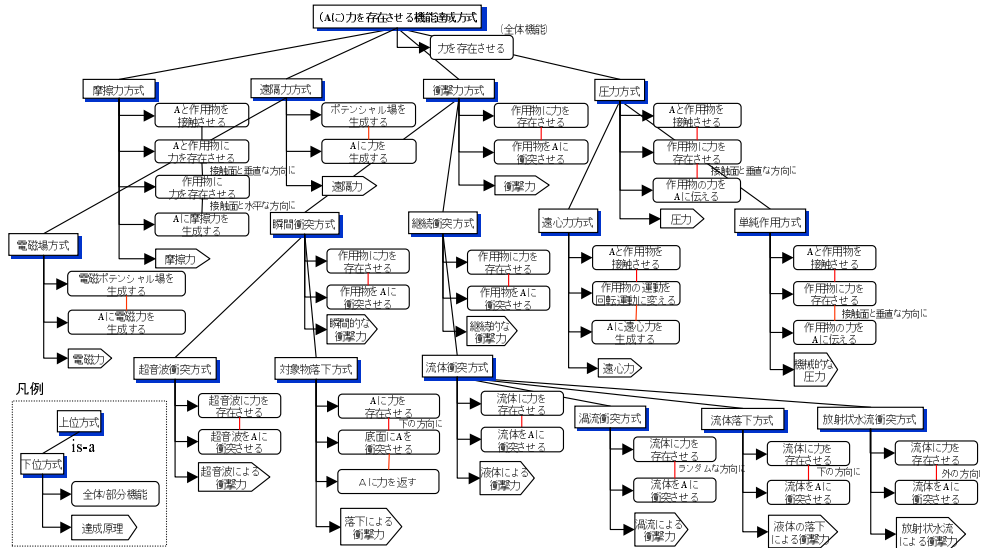 (Aに)力を存在させる機能達成方式
(全体機能)
力を存在させる
摩擦力方式
Aと作用物を
接触させる
Aと作用物に
力を存在させる
接触面と垂直な方向に
作用物に
力を存在させる
接触面と水平な方向に
Aに摩擦力を
生成する
摩擦力
遠隔力方式
ポテンシャル場を
生成する
Aに力を
生成する
遠隔力
衝撃力方式
作用物に力を
存在させる
作用物をAに
衝突させる
衝撃力
圧力方式
Aと作用物を
接触させる
作用物に力を
存在させる
接触面と垂直な方向に
作用物の力を
Aに伝える
圧力
電磁場方式
電磁ポテンシャル場を
生成する
Aに電磁力を
生成する
電磁力
瞬間衝突方式
作用物に力を
存在させる
作用物をAに
衝突させる
瞬間的な
衝撃力
継続衝突方式
作用物に力を
存在させる
作用物をAに
衝突させる
継続的な
衝撃力
遠心力方式
Aと作用物を
接触させる
作用物の運動を
回転運動に変える
Aに遠心力を
生成する
遠心力
単純作用方式
Aと作用物を
接触させる
作用物に力を
存在させる
接触面と垂直な方向に
作用物の力を
Aに伝える
機械的な
圧力
超音波衝突方式
超音波に力を
存在させる
超音波をAに
衝突させる
超音波による
衝撃力
対象物落下方式
Aに力を
存在させる
下の方向に
底面にAを
衝突させる
Aに力を返す
落下による
衝撃力
流体衝突方式
流体に力を
存在させる
流体をAに
衝突させる
液体による
衝撃力
渦流衝突方式
流体に力を
存在させる
ランダムな方向に
流体をAに
衝突させる
渦流による
衝撃力
流体落下方式
流体に力を
存在させる
下の方向に
流体をAに
衝突させる
液体の落下
による衝撃力
放射状水流衝突方式
流体に力を
存在させる
外の方向に
流体をAに
衝突させる
放射状水流
による衝撃力
凡例
上位方式
is-a
下位方式
全体部分機能
達成原理